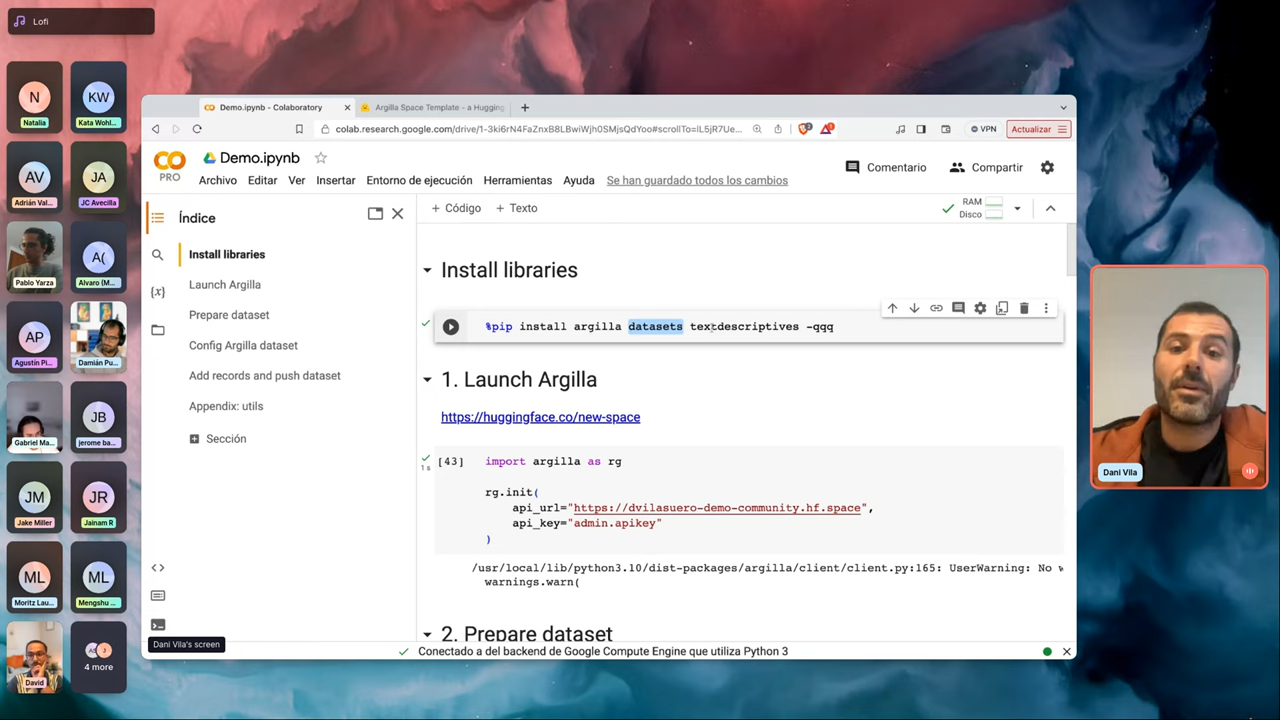 Lofi
N
Natalia
KW
Kata Wohl...
AV
Adrián Val...
JA
JC Avecilla
Pablo Yarza
A(
Alvaro (M...
AP
Agustín Pi...
Damián Pu...
Gabriel Ma...
JB
jerome ba...
JM
Jake Miller
JR
Jainam R
ML
Moritz Lau...
ML
Mengshu ...
David
4 more
Dani Vila's screen
Demo.ipynb - Colaboratory
Argilla Space Template - a Hugging
colab.research.google.com/drive/1-3ki6rN4FaZnxB8LBwiWjh0SMjsQdYoo#scrollTo=lL5jR7Ue...
VPN
Actualizar
PRO
Demo.ipynb
Comentario
Compartir
Archivo Editar Ver Insertar Entorno de ejecución Herramientas Ayuda Se han guardado todos los cambios
Índice
Install libraries
Launch Argilla
Prepare dataset
Config Argilla dataset
Add records and push dataset
Appendix: utils
Sección
+ Código + Texto
RAM
Disco
Install libraries
%pip install argilla datasets textdescriptives -qqq
1. Launch Argilla
https://huggingface.co/new-space
1 s
[43] import argilla as rg
rg.init(
api_url="https://dvilasuero-demo-community.hf.space",
api_key="admin.apikey"
)
/usr/local/lib/python3.10/dist-packages/argilla/client/client.py:165: UserWarning: No w
warnings.warn(
2. Prepare dataset
Conectado a del backend de Google Compute Engine que utiliza Python 3
Dani Vila